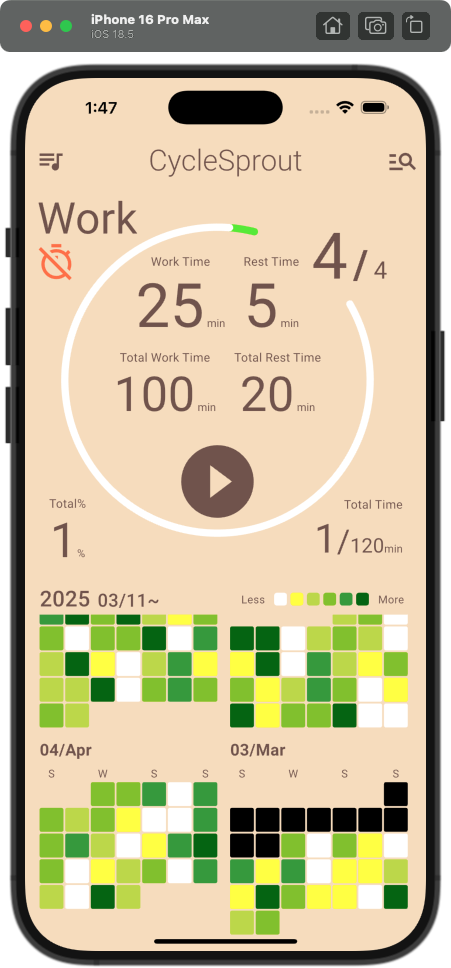 iPhone 16 Pro Max
iOS 18.5
1:47
CycleSprout
Work
4/4
Work Time Rest Time
25 min 5 min
Total Work Time Total Rest Time
100 min 20 min
Total% Total Time
1 % 1/120min
2025 03/11~ Less More
04/Apr 03/Mar
S W S S S W S S